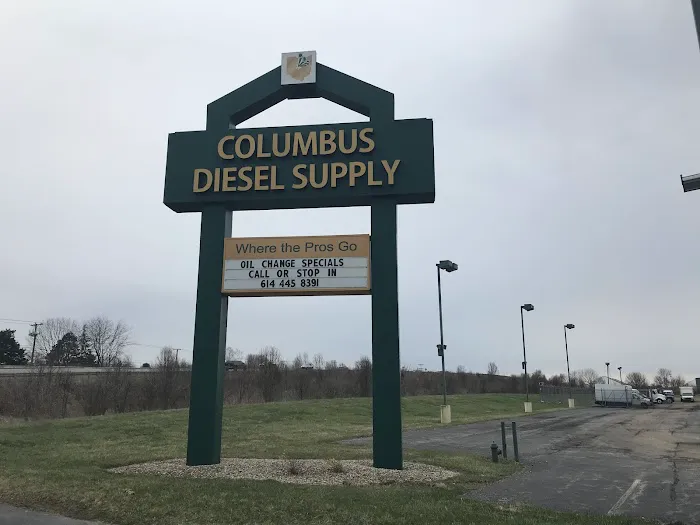 COLUMBUS
DIESEL SUPPLY
Where the Pros Go
OIL CHANGE SPECIALS
CALL OR STOP IN
614 445 8391